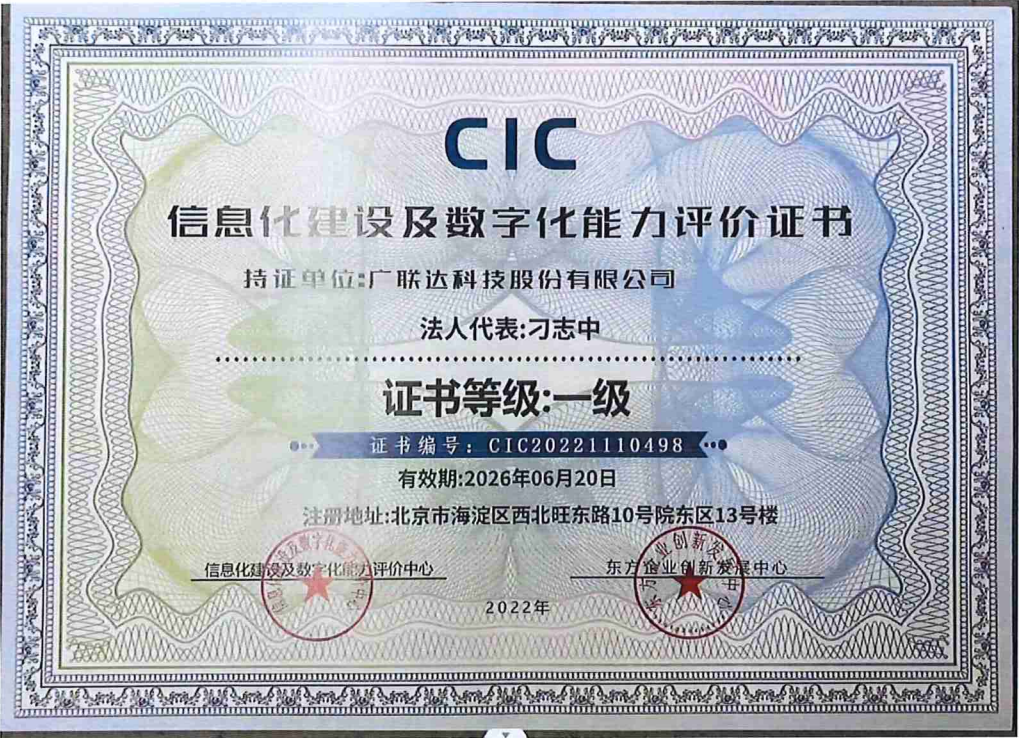 CIC
信息化建设及数字化能力评价证书
持证单位:广联达科技股份有限公司
法人代表:刁志中
证书等级:一级
证书编号：CIC20221110498
有效期:2026年06月20日
注册地址:北京市海淀区西北旺东路10号院东区13号楼
信息化建设及数字化能力评价中心
东方企业创新发展中心
2022年